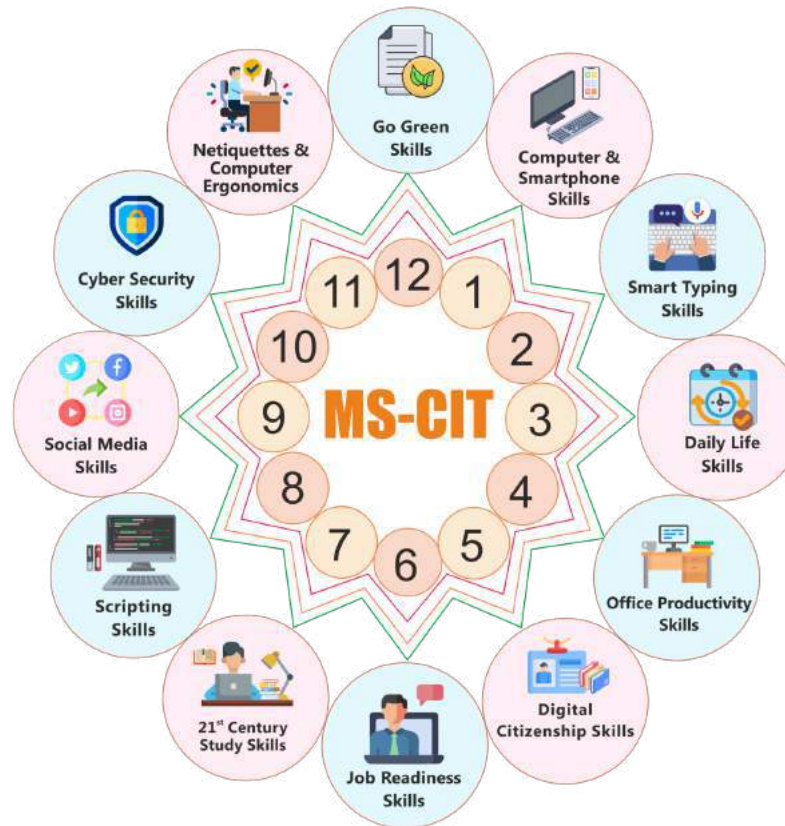 Go Green
Skills
Computer &
Smartphone
Skills
Smart Typing
Skills
Daily Life
Skills
Office Productivity
Skills
Digital
Citizenship Skills
Job Readiness
Skills
21st Century
Study Skills
Scripting
Skills
Social Media
Skills
Cyber Security
Skills
Netiquettes &
Computer
Ergonomics
12
1
2
3
4
5
6
7
8
9
10
11
MS-CIT